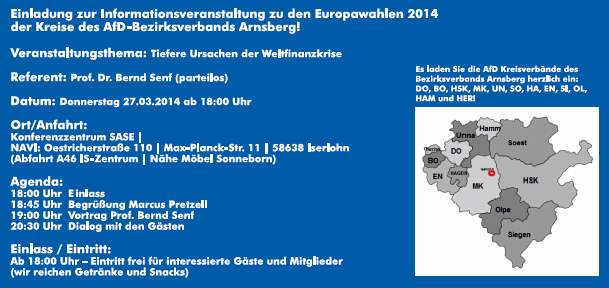 Einladung zur Informationsveranstaltung zu den Europawahlen 2014
der Kreise des AfD-Bezirksverbands Arnsberg!
Veranstaltungsthema: Tiefere Ursachen der Weltfinanzkrise
Referent: Prof. Dr. Bernd Senf (parteilos)
Datum: Donnerstag 27.03.2014 ab 18:00 Uhr
Ort/Anfahrt:
Konferenzzentrum SASE |
NAVI: Oestricherstraße 110 | Max-Planck-Str. 11 | 58638 Iserlohn
(Abfahrt A46 IS-Zentrum | Nähe Möbel Sonneborn)
Agenda:
18:00 Uhr Einlass
18:45 Uhr Begrüßung Marcus Pretzell
19:00 Uhr Vortrag Prof. Bernd Senf
20:30 Uhr Dialog mit den Gästen
Einlass / Eintritt:
Ab 18:00 Uhr – Eintritt frei für interessierte Gäste und Mitglieder
(wir reichen Getränke und Snacks)
Es laden Sie die AfD Kreisverbände des
Bezirksverbands Arnsberg herzlich ein:
DO, BO, HSK, MK, UN, SO, HA, EN, SI, OL,
HAM und HER!
Hamm
Unna
Soest
DO
BO
EN
HAGEN
MK
HSK
Olpe
Siegen